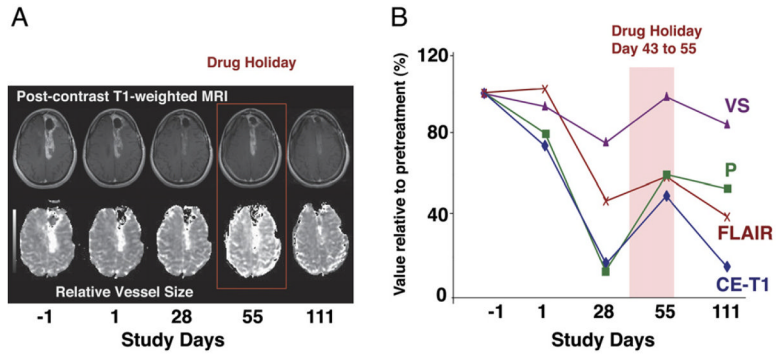 A
Drug Holiday
Post-contrast T1-weighted MRI
Relative Vessel Size
-1 1 28 55 111
Study Days
B
Drug Holiday
Day 43 to 55
Value relative to pretreatment (%)
120
80
40
0
VS
P
FLAIR
CE-T1
-1 1 28 55 111
Study Days